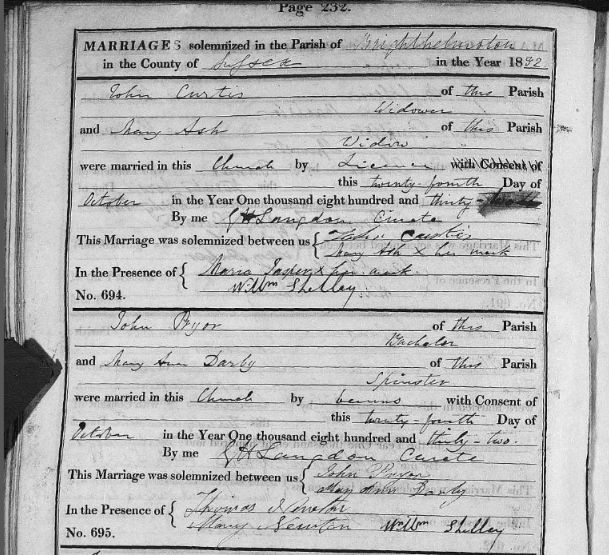 Page 232.
MARRIAGES solemnized in the Parish of Brighthelmston
in the County of Sussex in the Year 1832
John Curtis of this Parish
Widower
and Mary Ash of this Parish
Widow
were married in this Church by Licence with Consent of
this twenty-fourth Day of
October in the Year One thousand eight hundred and thirty-
By me G H Langdon Curate
This Marriage was solemnized between us { John Curtis
Mary Ash X her mark
In the Presence of { Maria X her mark
Willm Shelley
No. 694.
John Pryor of this Parish
Bachelor
and Mary Ann Darby of this Parish
Spinster
were married in this Church by banns with Consent of
this twenty-fourth Day of
October in the Year One thousand eight hundred and thirty-two.
By me G H Langdon Curate
This Marriage was solemnized between us { John Pryor
Mary Ann Darby
In the Presence of { Thomas Newton
Mary Newton Willm Shelley
No. 695.